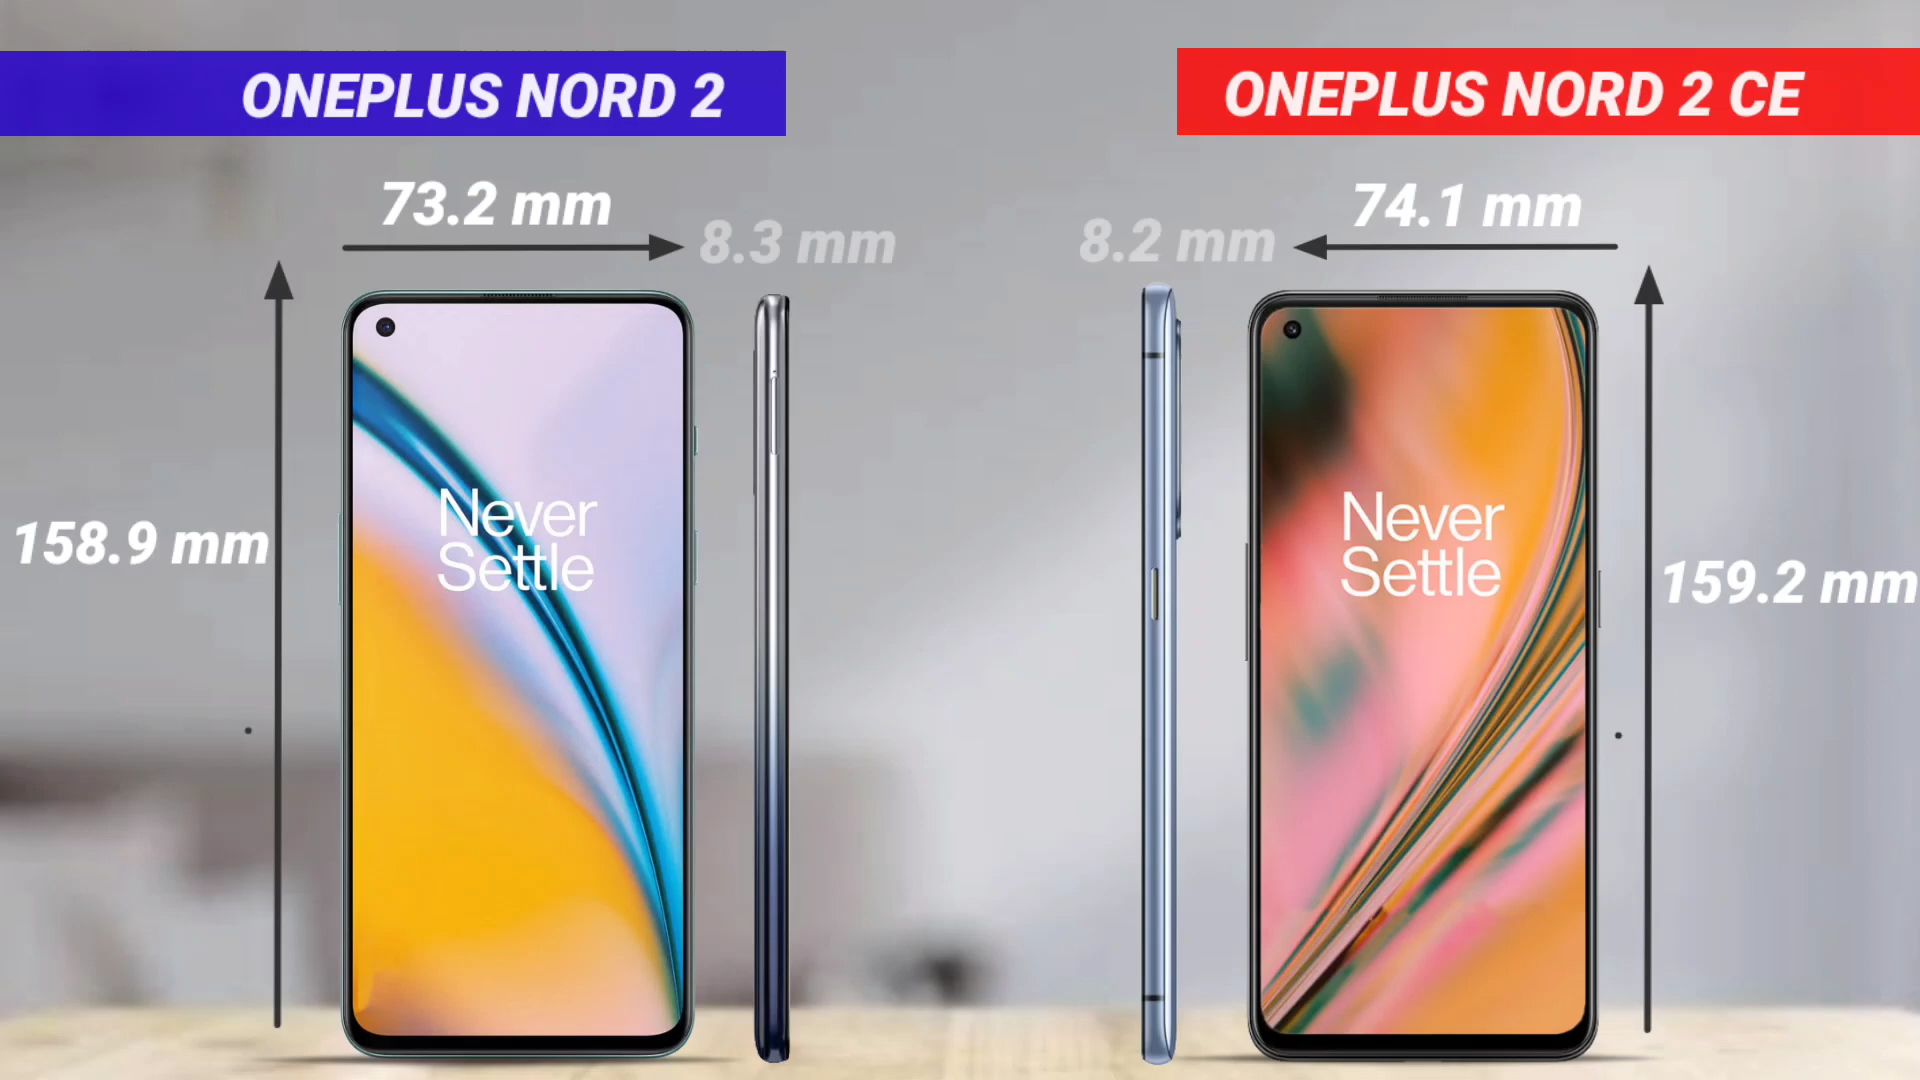 ONEPLUS NORD 2
73.2 mm
8.3 mm
158.9 mm
Never
Settle
ONEPLUS NORD 2 CE
8.2 mm
74.1 mm
159.2 mm
Never
Settle